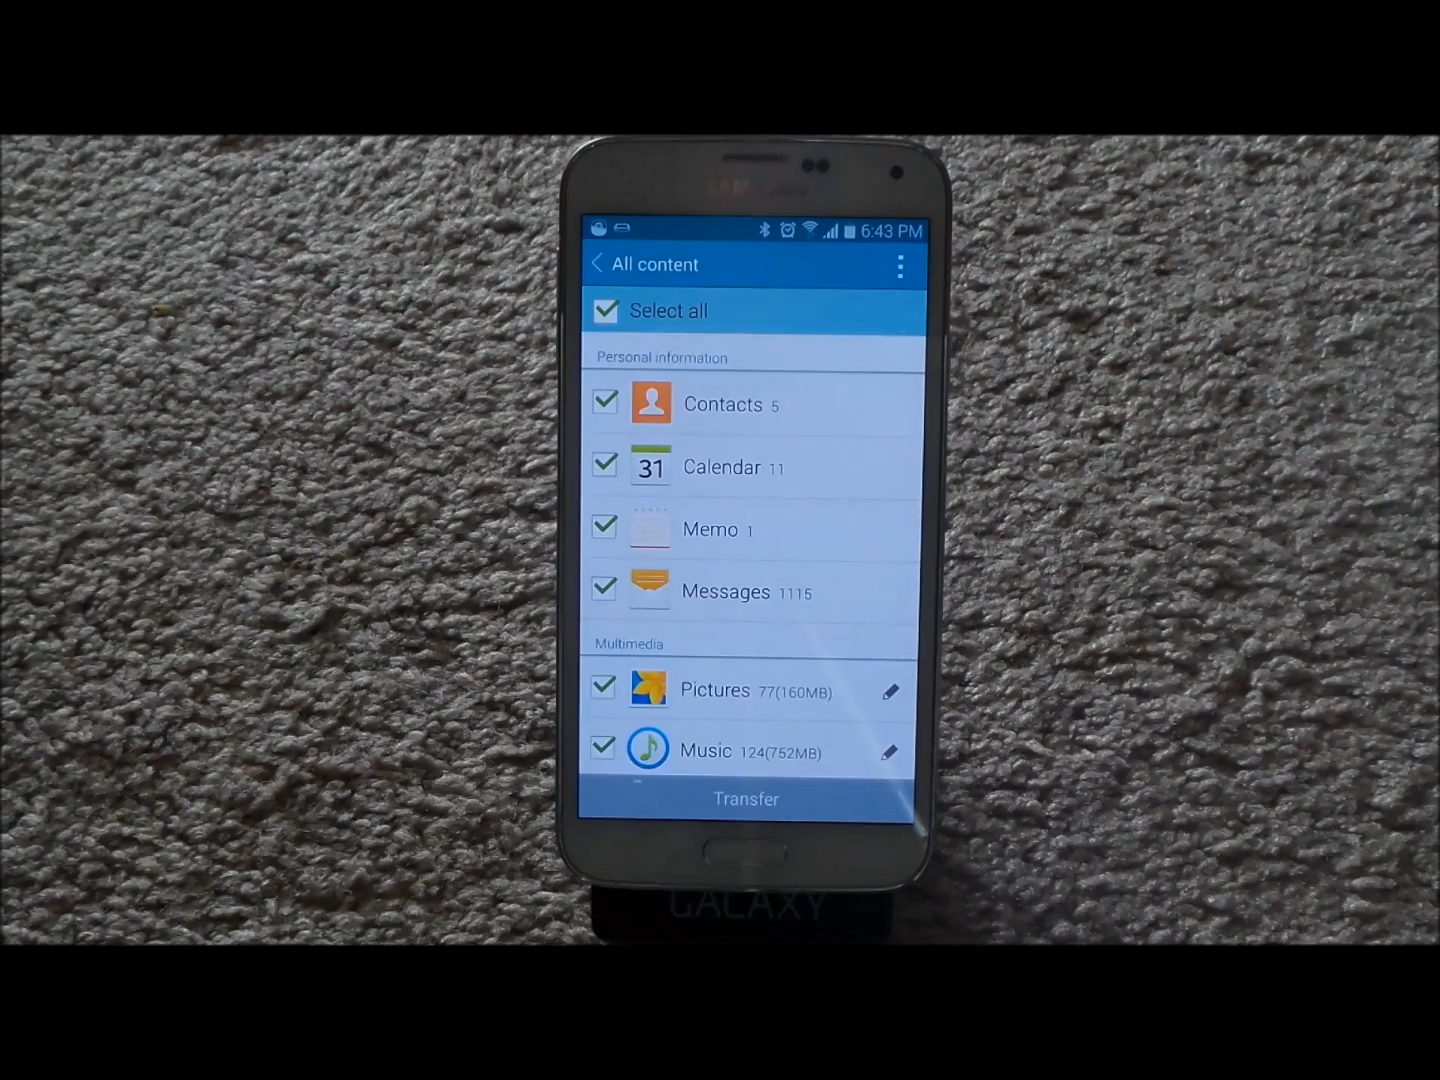 SAMSUNG
6:43 PM
All content
Select all
Personal information
Contacts 5
31
Calendar 11
Memo 1
Messages 1115
Multimedia
Pictures 77(160MB)
Music 124(752MB)
Transfer
GALAXY